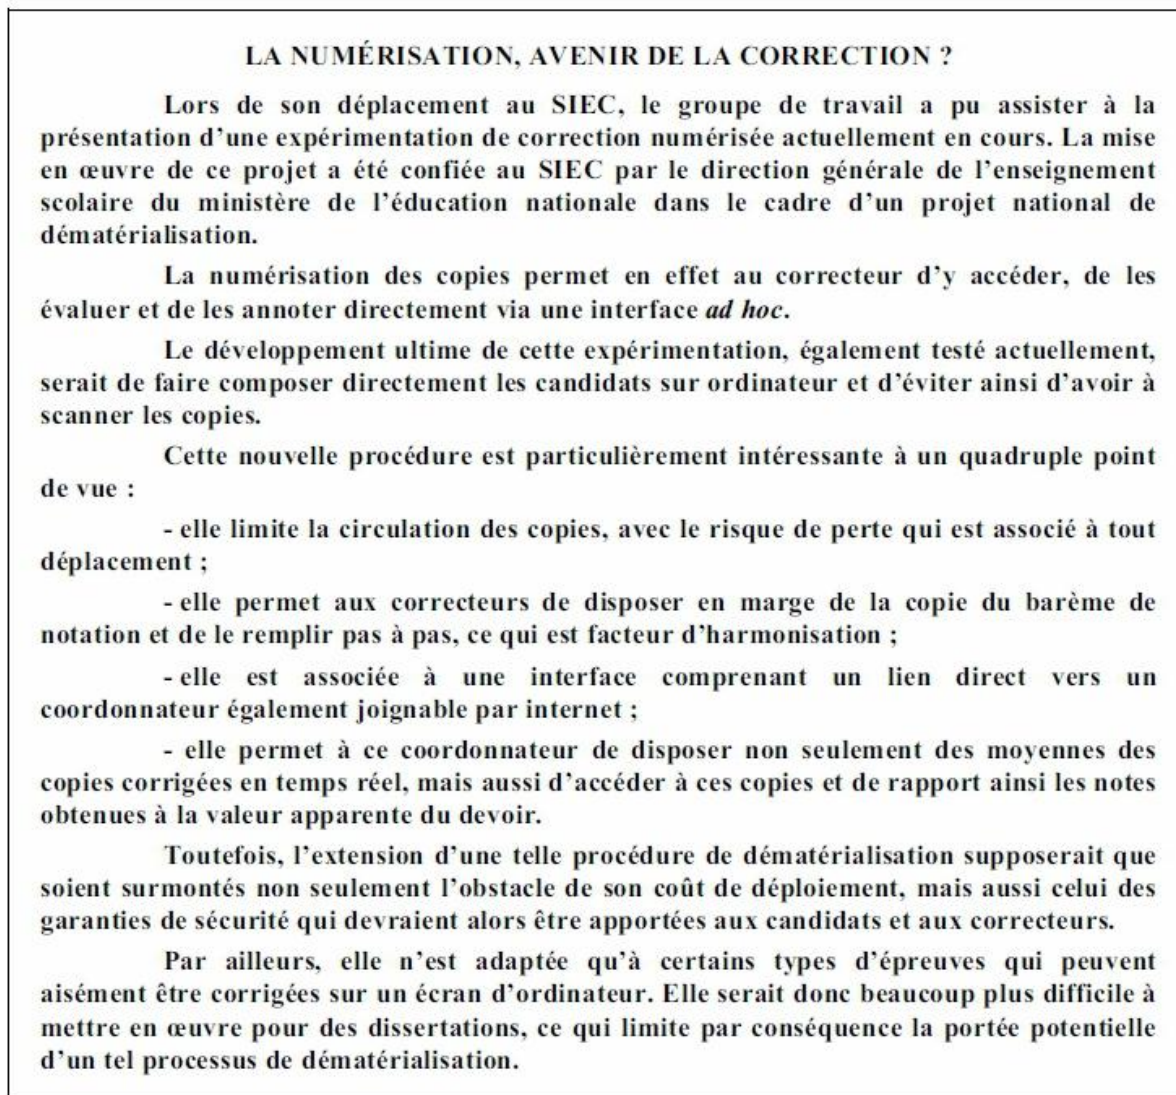 LA NUMÉRISATION, AVENIR DE LA CORRECTION ?
Lors de son déplacement au SIEC, le groupe de travail a pu assister à la
présentation d'une expérimentation de correction numérisée actuellement en cours. La mise
en œuvre de ce projet a été confiée au SIEC par le direction générale de l'enseignement
scolaire du ministère de l'éducation nationale dans le cadre d'un projet national de
dématérialisation.
La numérisation des copies permet en effet au correcteur d'y accéder, de les
évaluer et de les annoter directement via une interface ad hoc.
Le développement ultime de cette expérimentation, également testé actuellement,
serait de faire composer directement les candidats sur ordinateur et d'éviter ainsi d'avoir à
scanner les copies.
Cette nouvelle procédure est particulièrement intéressante à un quadruple point
de vue :
- elle limite la circulation des copies, avec le risque de perte qui est associé à tout
déplacement ;
- elle permet aux correcteurs de disposer en marge de la copie du barème de
notation et de le remplir pas à pas, ce qui est facteur d'harmonisation ;
- elle est associée à une interface comprenant un lien direct vers un
coordonnateur également joignable par internet ;
- elle permet à ce coordonnateur de disposer non seulement des moyennes des
copies corrigées en temps réel, mais aussi d'accéder à ces copies et de rapport ainsi les notes
obtenues à la valeur apparente du devoir.
Toutefois, l'extension d'une telle procédure de dématérialisation supposerait que
soient surmontés non seulement l'obstacle de son coût de déploiement, mais aussi celui des
garanties de sécurité qui devraient alors être apportées aux candidats et aux correcteurs.
Par ailleurs, elle n'est adaptée qu'à certains types d'épreuves qui peuvent
aisément être corrigées sur un écran d'ordinateur. Elle serait donc beaucoup plus difficile à
mettre en œuvre pour des dissertations, ce qui limite par conséquence la portée potentielle
d'un tel processus de dématérialisation.